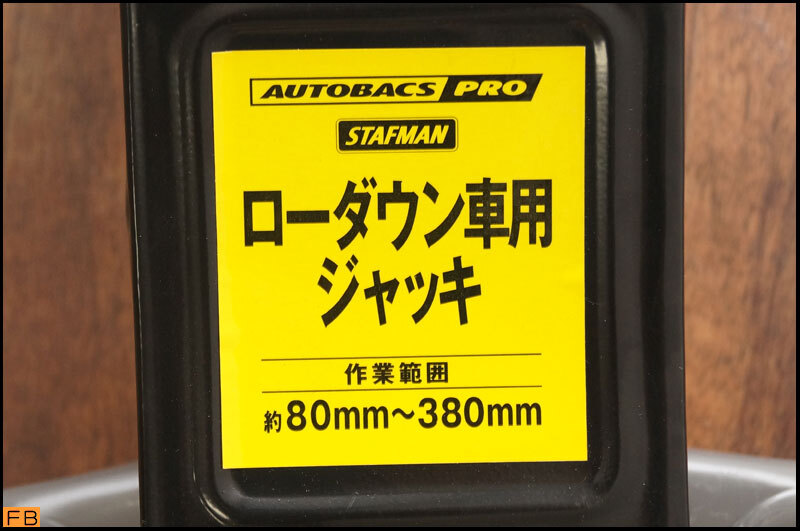 AUTOBACS PRO
STAFMAN
ローダウン車用
ジャッキ
作業範囲
約80mm～380mm
FB